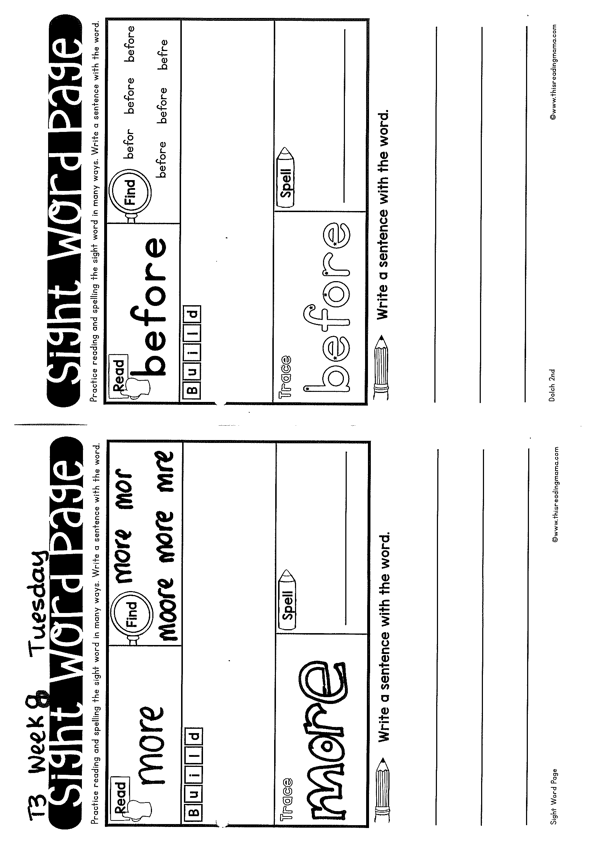 T3 Week 9 Tuesday
Sight Word Page
Practice reading and spelling the sight word in many ways. Write a sentence with the word.
Read
more
Find
more mor
moore more mre
Build
Trace
more
Spell
Write a sentence with the word.
Sight Word Page
©www.thisreadingmama.com
Sight Word Page
Practice reading and spelling the sight word in many ways. Write a sentence with the word.
Read
before
Find
befor before before
before before befre
Build
Trace
before
Spell
Write a sentence with the word.
Dolch 2nd
©www.thisreadingmama.com